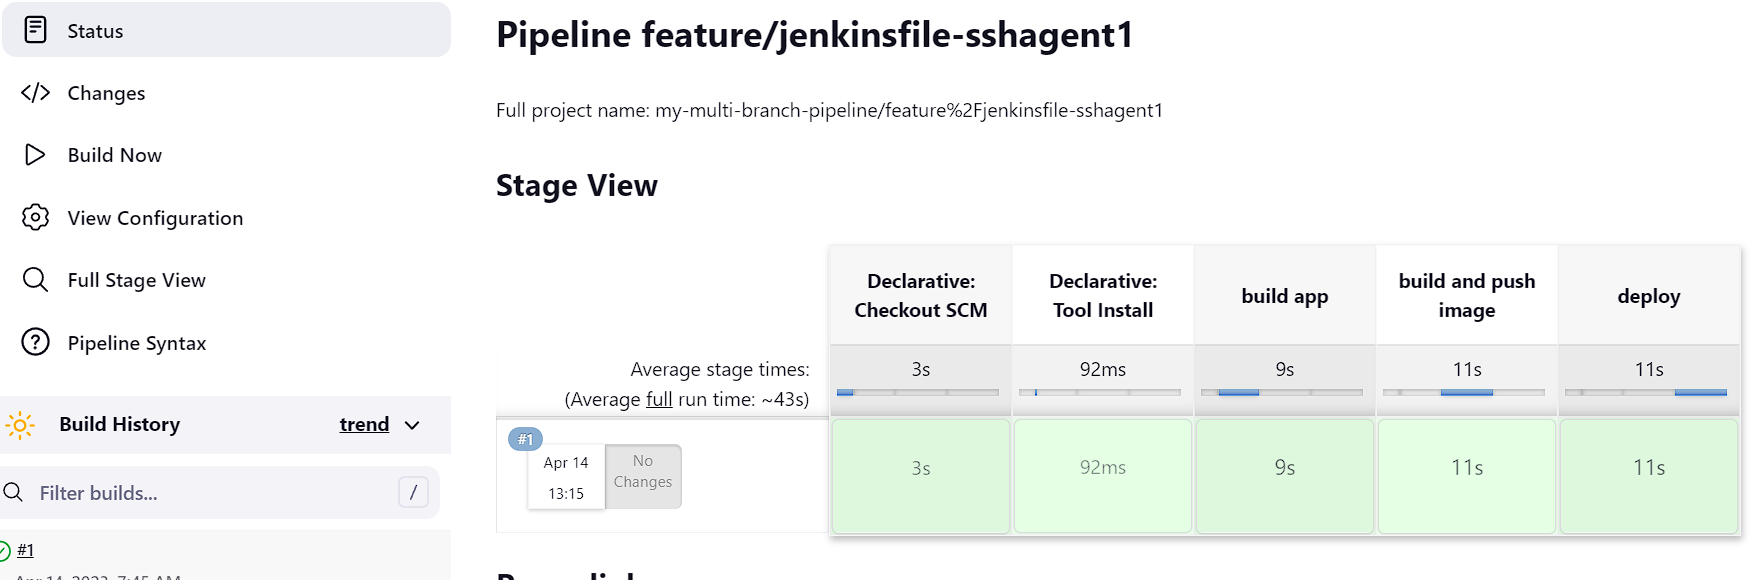 Status
Changes
Build Now
View Configuration
Full Stage View
Pipeline Syntax
Build History
trend
Filter builds...
/
#1
Pipeline feature/jenkinsfile-sshagent1
Full project name: my-multi-branch-pipeline/feature%2Fjenkinsfile-sshagent1
Stage View
Declarative:
Checkout SCM
Declarative:
Tool Install
build app
build and push
image
deploy
Average stage times:
(Average full run time: ~43s)
3s
92ms
9s
11s
11s
#1
Apr 14
13:15
No
Changes
3s
92ms
9s
11s
11s